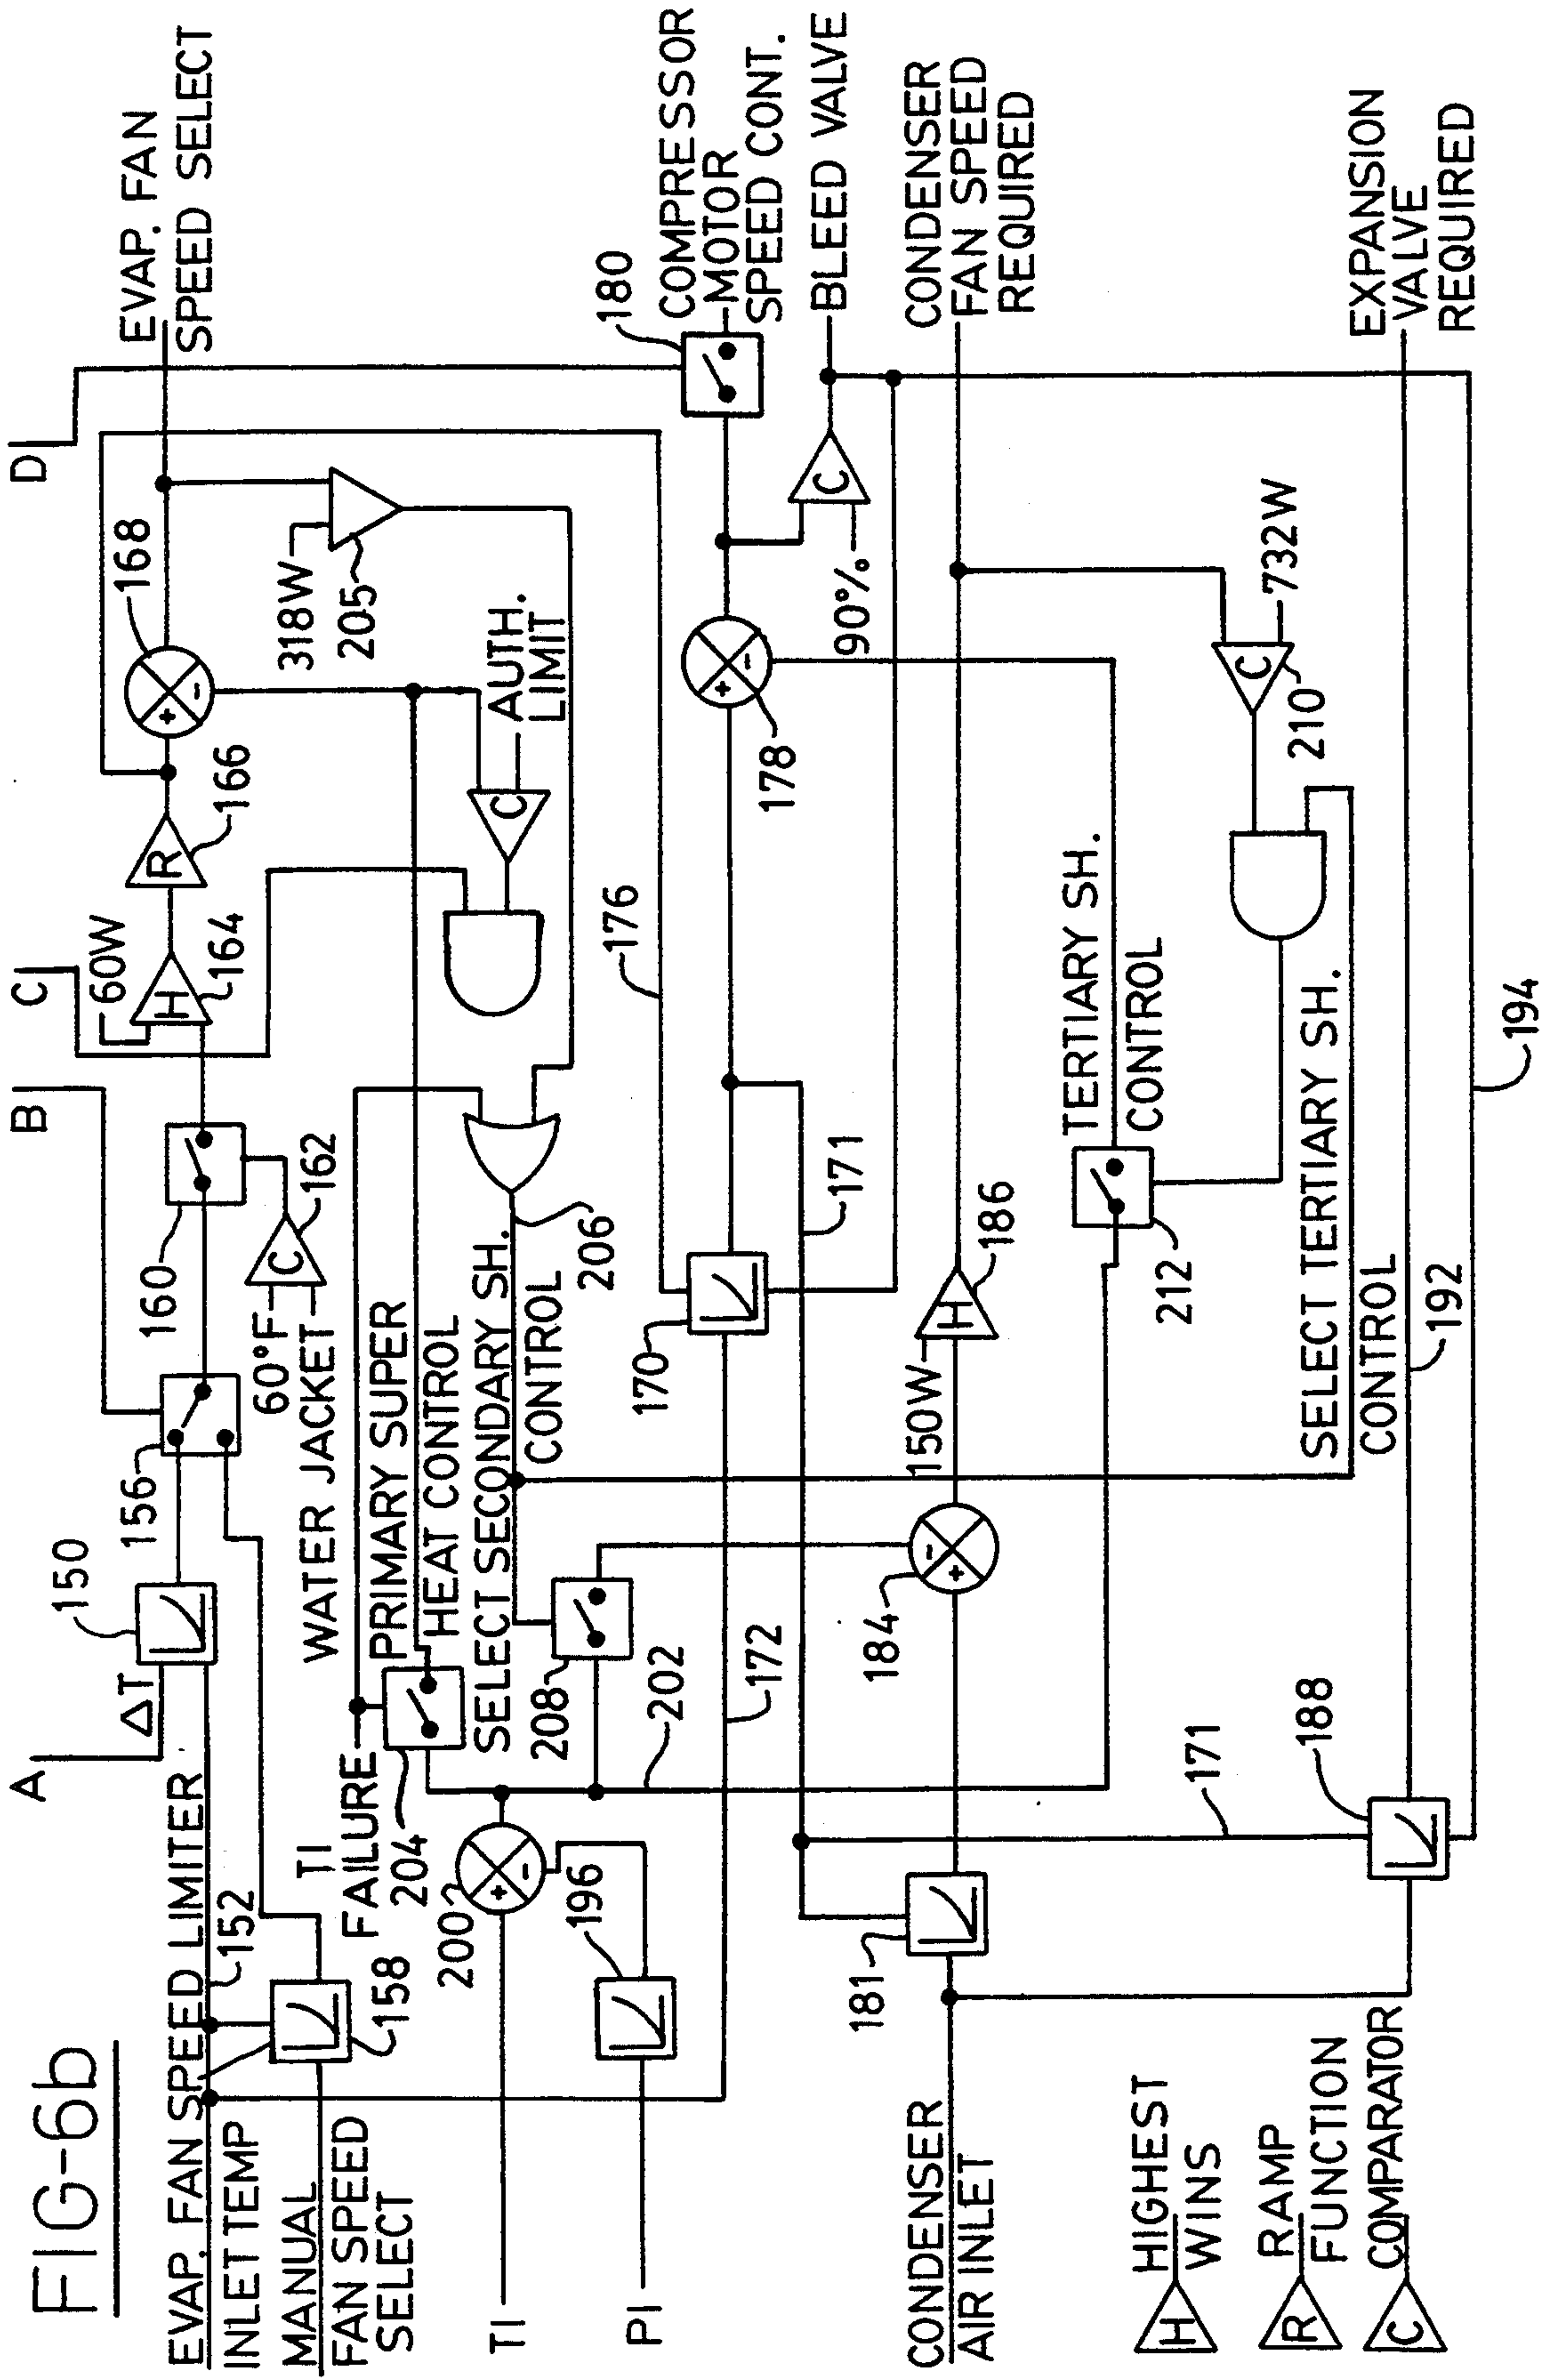 FIG-6b
A
B
C
D
EVAP. FAN SPEED LIMITER
INLET TEMP
MANUAL
FAN SPEED
SELECT
152
158
ΔT
150
156
160
60°F
WATER JACKET
162
60W
164
166
168
EVAP. FAN
SPEED SELECT
318W
205
AUTH.
LIMIT
TI
FAILURE
204
PRIMARY SUPER
HEAT CONTROL
SELECT SECONDARY SH.
CONTROL
206
208
202
TI
PI
200
196
172
170
176
171
178
180
COMPRESSOR
MOTOR
SPEED CONT.
90%
C
BLEED VALVE
CONDENSER
AIR INLET
181
184
150W
186
CONDENSER
FAN SPEED
REQUIRED
TERTIARY SH.
CONTROL
212
732W
210
SELECT TERTIARY SH.
CONTROL
171
188
192
194
EXPANSION
VALVE
REQUIRED
H
HIGHEST
WINS
R
RAMP
FUNCTION
C
COMPARATOR
H
R
C
C
H
C
+
-
+
-
+
-
+
-